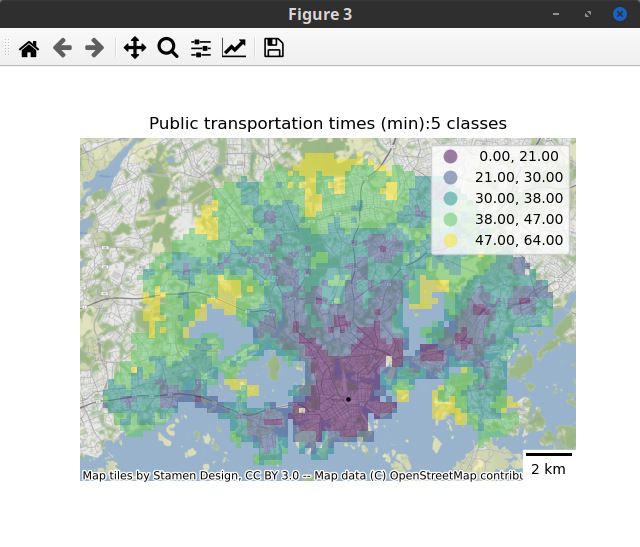 Figure 3
Public transportation times (min):5 classes
0.00, 21.00
21.00, 30.00
30.00, 38.00
38.00, 47.00
47.00, 64.00
Map tiles by Stamen Design, CC BY 3.0 -- Map data (C) OpenStreetMap contribu
2 km